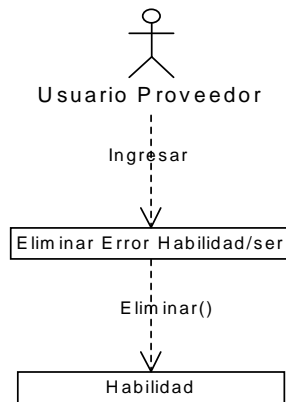 Usuario Proveedor
Ingresar
Eliminar Error Habilidad/ser
Eliminar()
Habilidad